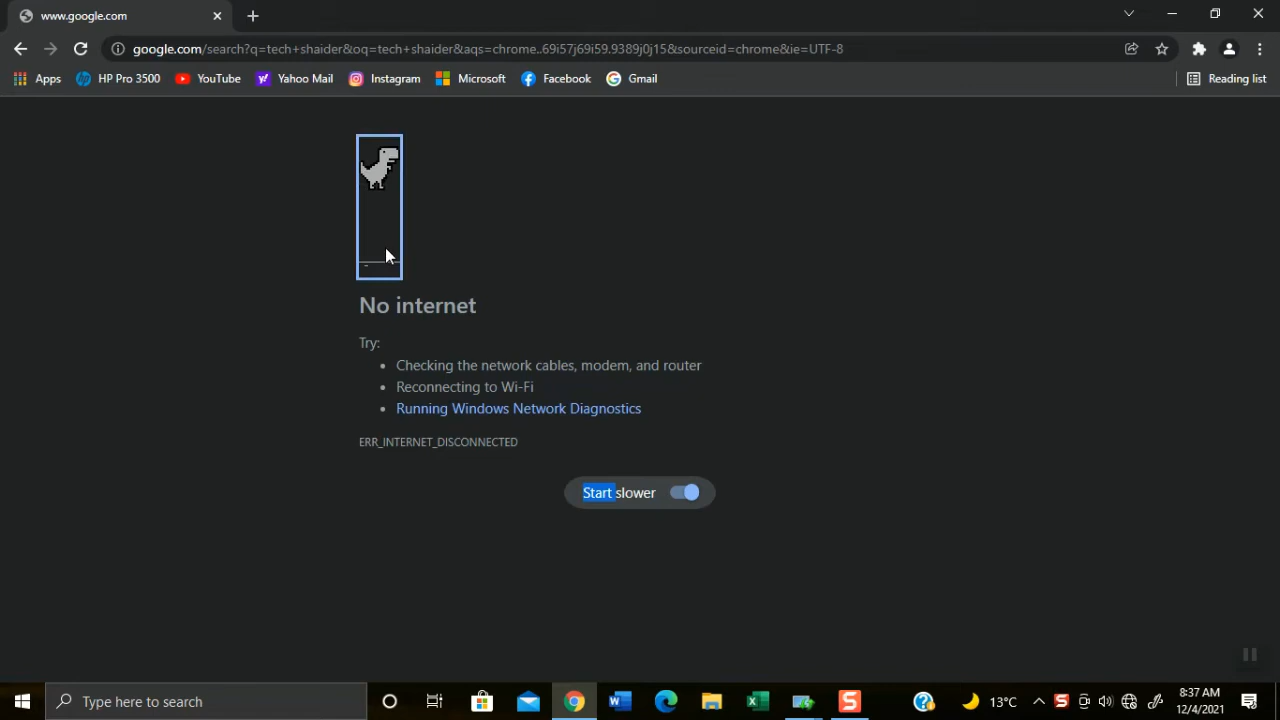 www.google.com
google.com/search?q=tech+shaider&oq=tech+shaider&aqs=chrome..69i57j69i59.9389j0j15&sourceid=chrome&ie=UTF-8
Apps HP Pro 3500 YouTube Yahoo Mail Instagram Microsoft Facebook Gmail Reading list
No internet
Try:
Checking the network cables, modem, and router
Reconnecting to Wi-Fi
Running Windows Network Diagnostics
ERR_INTERNET_DISCONNECTED
Start slower
Type here to search
13°C
8:37 AM
12/4/2021